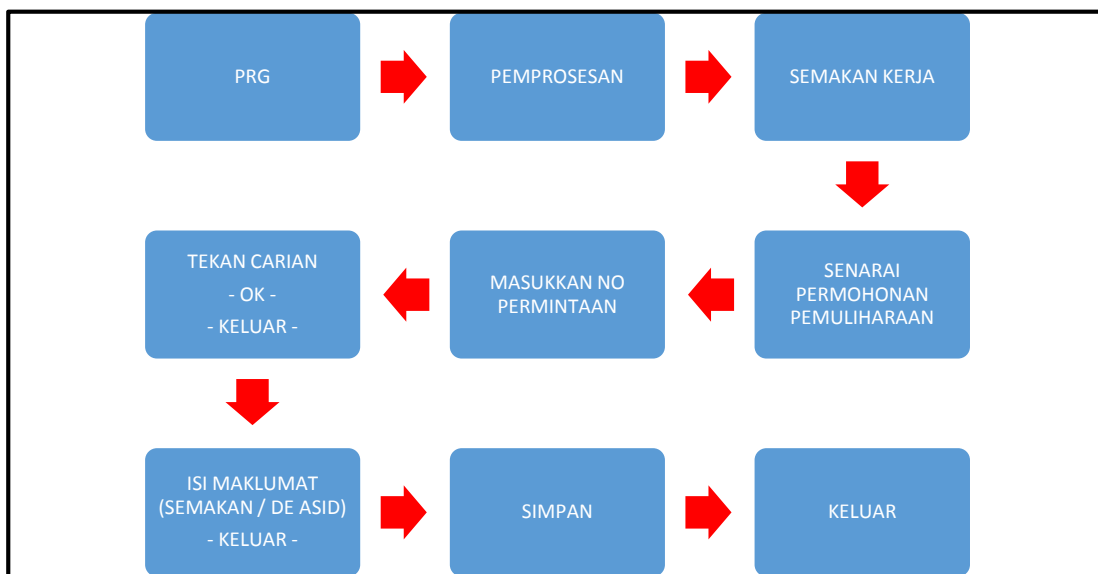 PRG
PEMPROSESAN
SEMAKAN KERJA
SENARAI
PERMOHONAN
PEMULIHARAAN
MASUKKAN NO
PERMINTAAN
TEKAN CARIAN
- OK -
- KELUAR -
ISI MAKLUMAT
(SEMAKAN / DE ASID)
- KELUAR -
SIMPAN
KELUAR